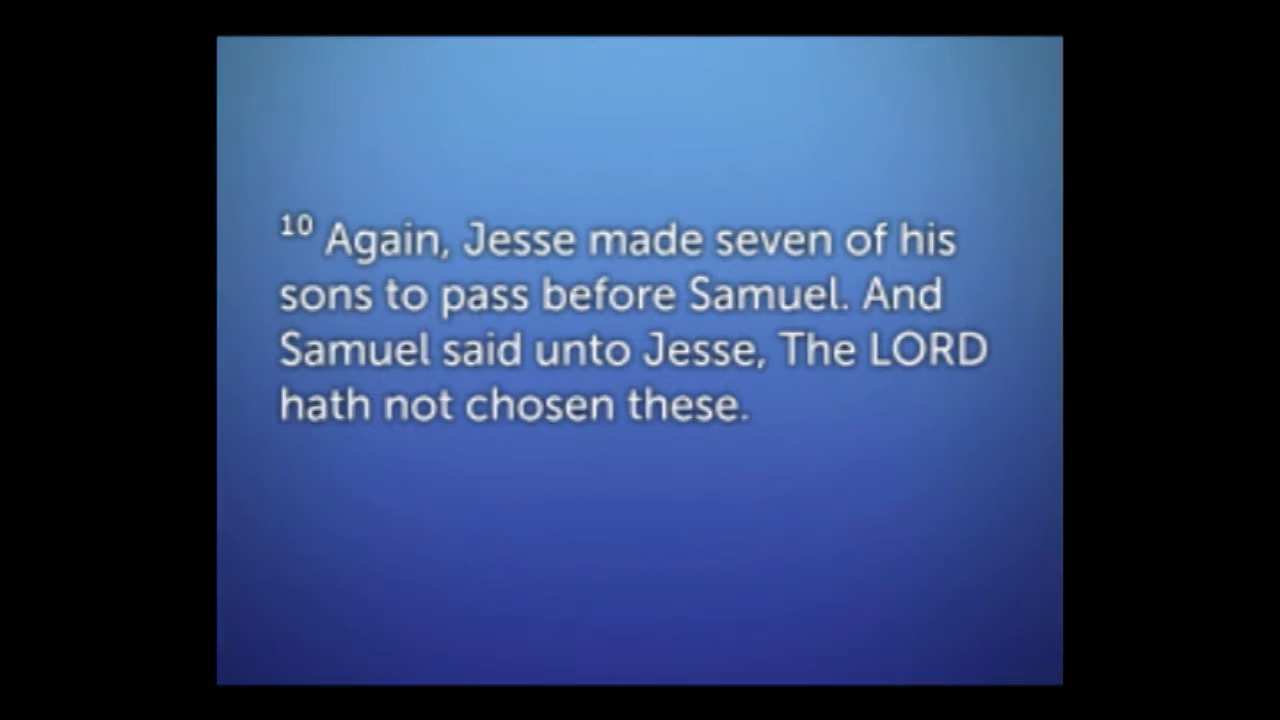 10 Again, Jesse made seven of his
sons to pass before Samuel. And
Samuel said unto Jesse, The LORD
hath not chosen these.